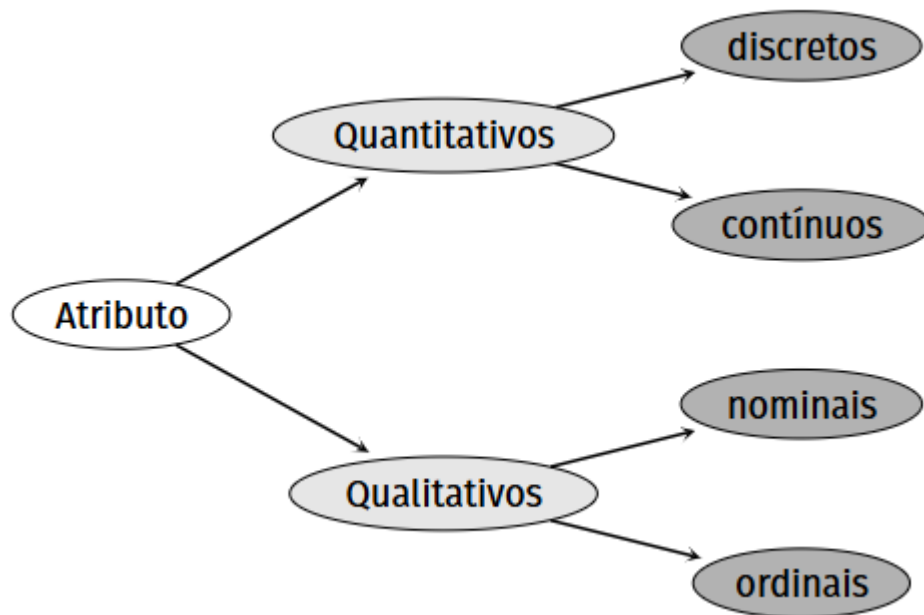 discretos
Quantitativos
contínuos
Atributo
nominais
Qualitativos
ordinais